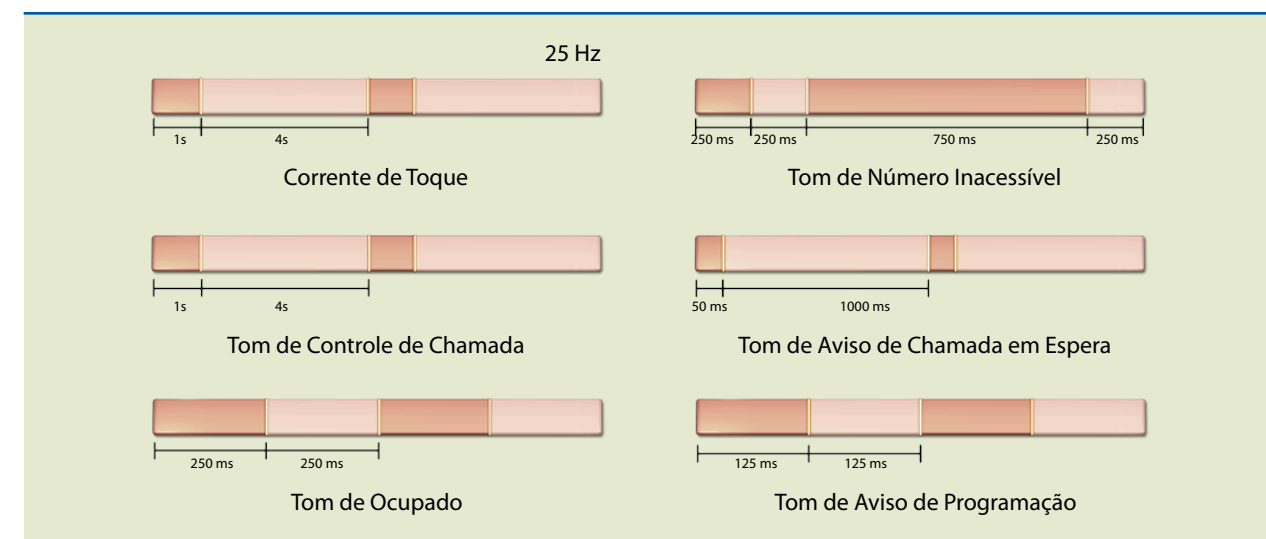 25 Hz
1s 4s
Corrente de Toque
250 ms 250 ms 750 ms 250 ms
Tom de Número Inacessível
1s 4s
Tom de Controle de Chamada
50 ms 1000 ms
Tom de Aviso de Chamada em Espera
250 ms 250 ms
Tom de Ocupado
125 ms 125 ms
Tom de Aviso de Programação